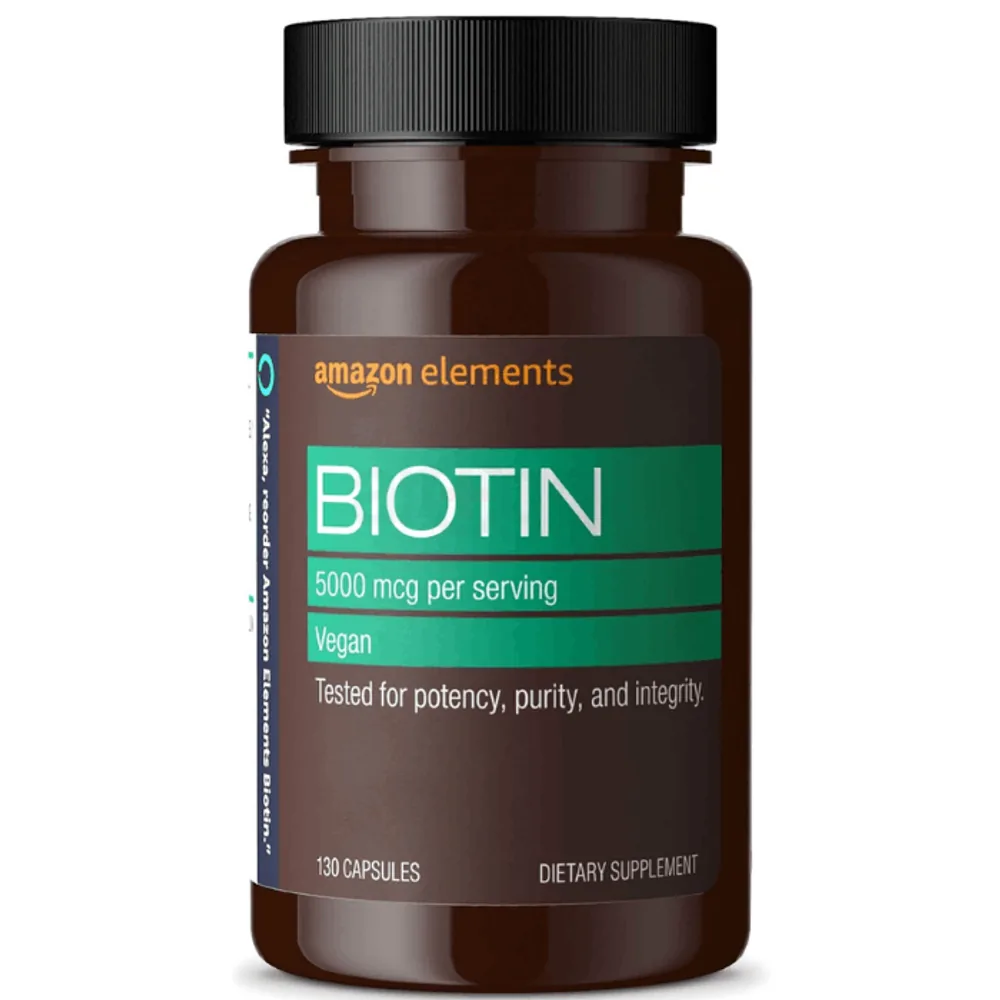 amazon elements
BIOTIN
5000 mcg per serving
Vegan
Tested for potency, purity, and integrity.
130 CAPSULES
DIETARY SUPPLEMENT
"Alexa, reorder Amazon Elements Biotin."